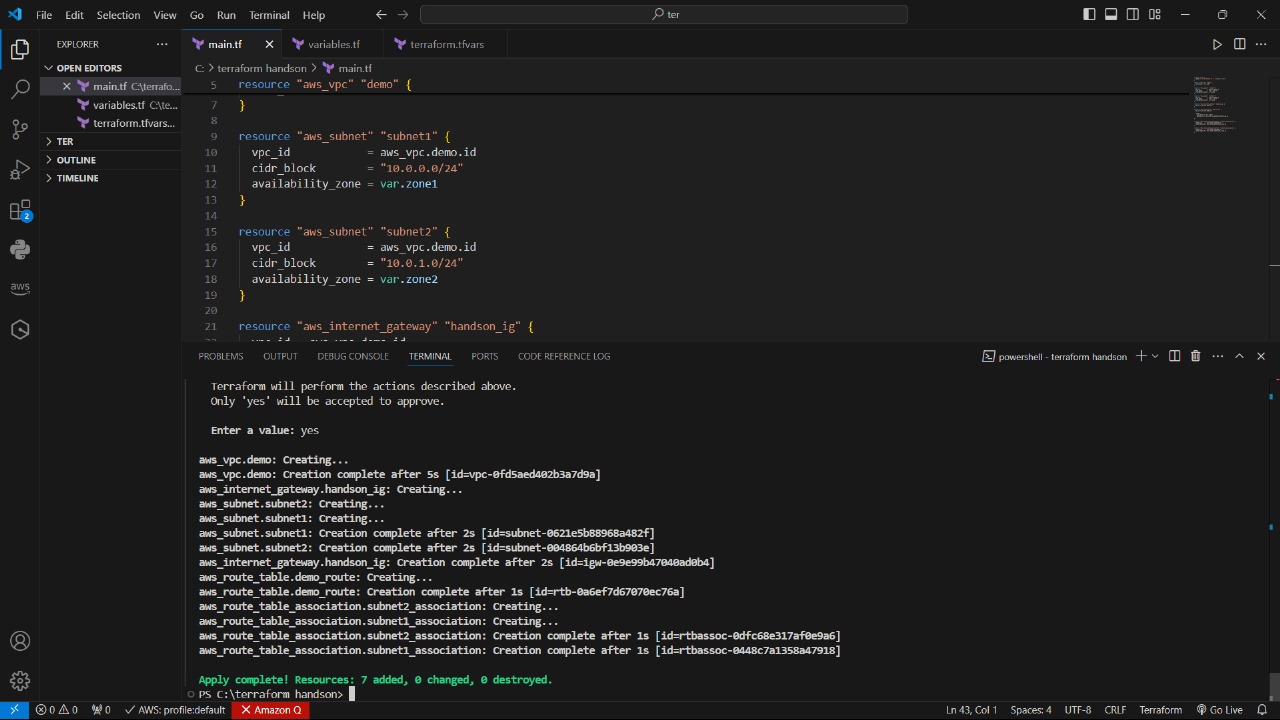 File Edit Selection View Go Run Terminal Help
ter
EXPLORER
main.tf
variables.tf
terraform.tfvars
OPEN EDITORS
main.tf C:\terrafo...
variables.tf C:\te...
terraform.tfvars...
TER
OUTLINE
TIMELINE
2
aws
C: > terraform handson > main.tf
5 resource "aws_vpc" "demo" {
7 }
8
9 resource "aws_subnet" "subnet1" {
10 vpc_id = aws_vpc.demo.id
11 cidr_block = "10.0.0.0/24"
12 availability_zone = var.zone1
13 }
14
15 resource "aws_subnet" "subnet2" {
16 vpc_id = aws_vpc.demo.id
17 cidr_block = "10.0.1.0/24"
18 availability_zone = var.zone2
19 }
20
21 resource "aws_internet_gateway" "handson_ig" {
PROBLEMS OUTPUT DEBUG CONSOLE TERMINAL PORTS CODE REFERENCE LOG
powershell - terraform handson
Terraform will perform the actions described above.
Only 'yes' will be accepted to approve.
Enter a value: yes
aws_vpc.demo: Creating...
aws_vpc.demo: Creation complete after 5s [id=vpc-0fd5aed402b3a7d9a]
aws_internet_gateway.handson_ig: Creating...
aws_subnet.subnet2: Creating...
aws_subnet.subnet1: Creating...
aws_subnet.subnet1: Creation complete after 2s [id=subnet-0621e5b88968a482f]
aws_subnet.subnet2: Creation complete after 2s [id=subnet-004864b6bf13b903e]
aws_internet_gateway.handson_ig: Creation complete after 2s [id=igw-0e9e99b47040ad0b4]
aws_route_table.demo_route: Creating...
aws_route_table.demo_route: Creation complete after 1s [id=rtb-0a6ef7d67070ec76a]
aws_route_table_association.subnet2_association: Creating...
aws_route_table_association.subnet1_association: Creating...
aws_route_table_association.subnet2_association: Creation complete after 1s [id=rtbassoc-0dfc68e317af0e9a6]
aws_route_table_association.subnet1_association: Creation complete after 1s [id=rtbassoc-0448c7a1358a47918]
Apply complete! Resources: 7 added, 0 changed, 0 destroyed.
PS C:\terraform handson>
0 0 0 AWS: profile:default Amazon Q Ln 43, Col 1 Spaces: 4 UTF-8 CRLF Terraform Go Live